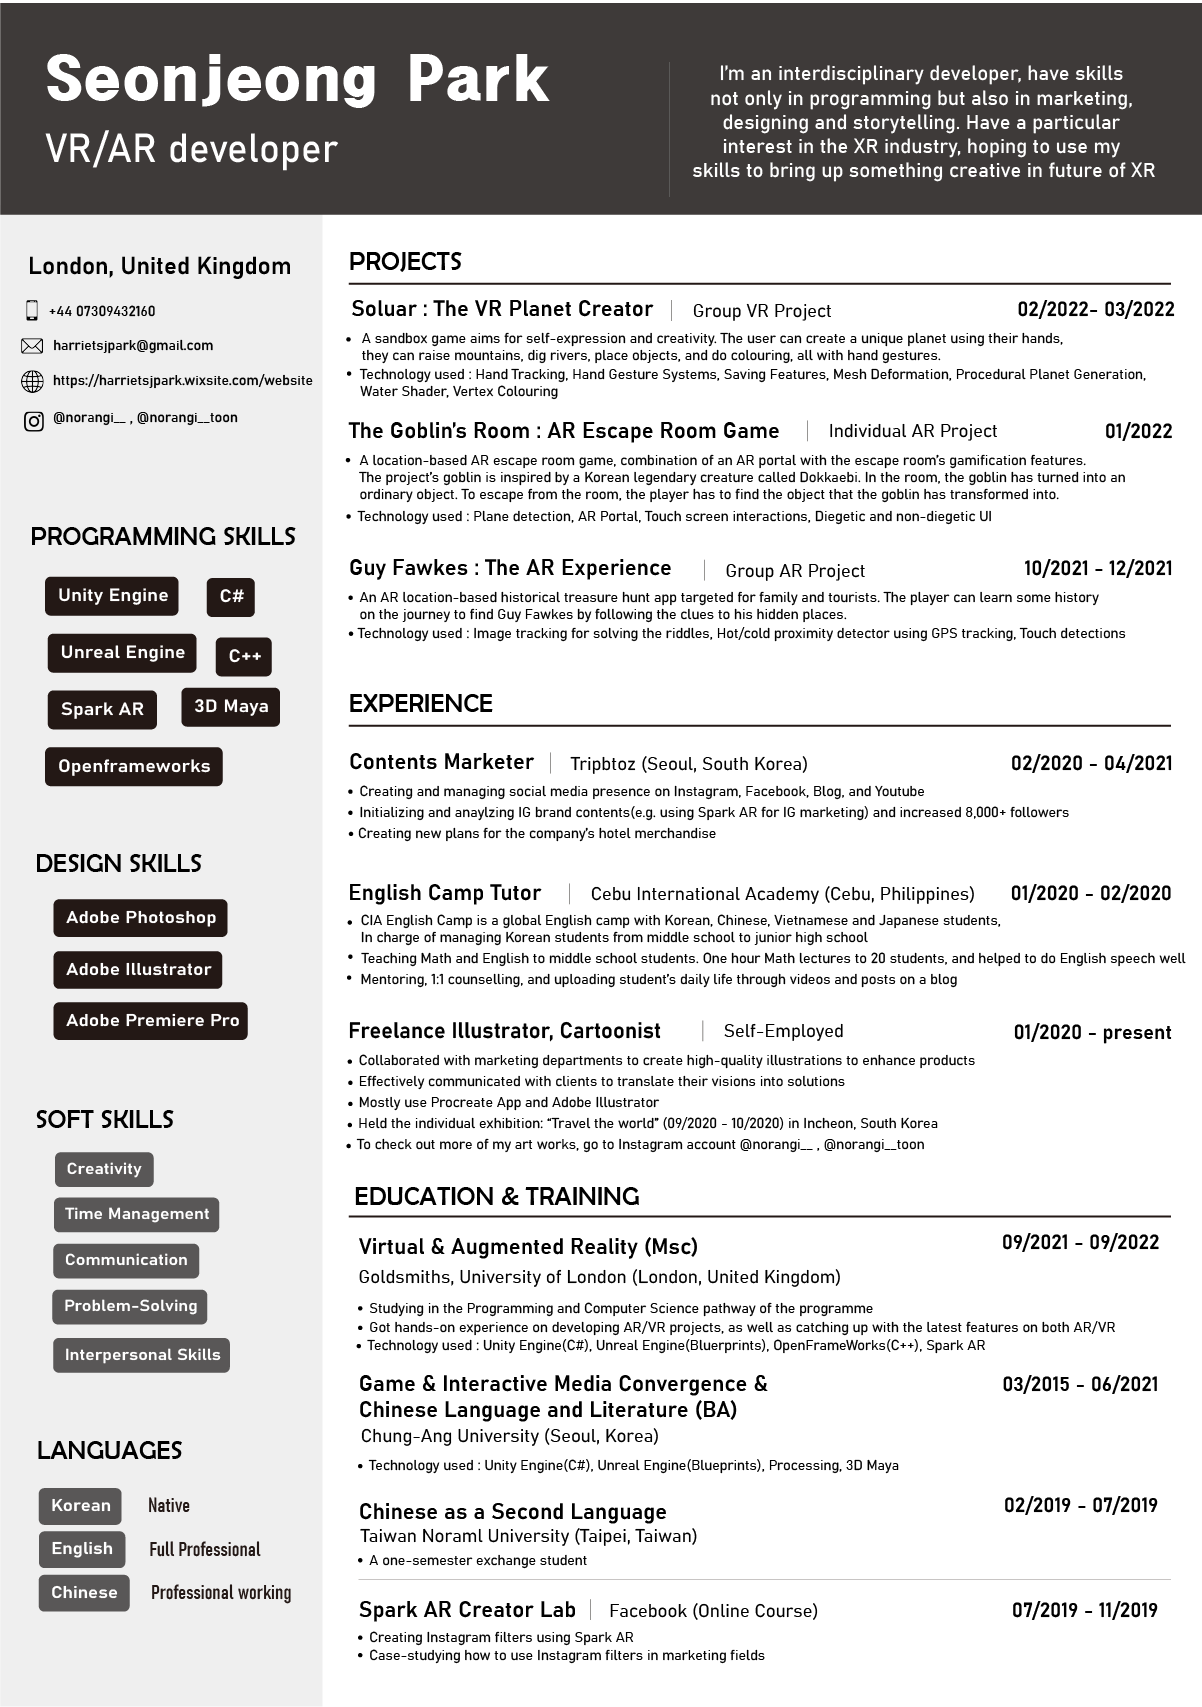 Seonjeong Park
VR/AR developer
I'm an interdisciplinary developer, have skills
not only in programming but also in marketing,
designing and storytelling. Have a particular
interest in the XR industry, hoping to use my
skills to bring up something creative in future of XR
London, United Kingdom
+44 07309432160
harrietsjpark@gmail.com
https://harrietsjpark.wixsite.com/website
@norangi__ , @norangi__toon
PROGRAMMING SKILLS
Unity Engine
C#
Unreal Engine
C++
Spark AR
3D Maya
Openframeworks
DESIGN SKILLS
Adobe Photoshop
Adobe Illustrator
Adobe Premiere Pro
SOFT SKILLS
Creativity
Time Management
Communication
Problem-Solving
Interpersonal Skills
LANGUAGES
Korean Native
English Full Professional
Chinese Professional working
PROJECTS
Soluar : The VR Planet Creator | Group VR Project 02/2022- 03/2022
• A sandbox game aims for self-expression and creativity. The user can create a unique planet using their hands,
they can raise mountains, dig rivers, place objects, and do colouring, all with hand gestures.
• Technology used : Hand Tracking, Hand Gesture Systems, Saving Features, Mesh Deformation, Procedural Planet Generation,
Water Shader, Vertex Colouring
The Goblin's Room : AR Escape Room Game | Individual AR Project 01/2022
• A location-based AR escape room game, combination of an AR portal with the escape room's gamification features.
The project's goblin is inspired by a Korean legendary creature called Dokkaebi. In the room, the goblin has turned into an
ordinary object. To escape from the room, the player has to find the object that the goblin has transformed into.
• Technology used : Plane detection, AR Portal, Touch screen interactions, Diegetic and non-diegetic UI
Guy Fawkes : The AR Experience | Group AR Project 10/2021 - 12/2021
• An AR location-based historical treasure hunt app targeted for family and tourists. The player can learn some history
on the journey to find Guy Fawkes by following the clues to his hidden places.
• Technology used : Image tracking for solving the riddles, Hot/cold proximity detector using GPS tracking, Touch detections
EXPERIENCE
Contents Marketer | Tripbtoz (Seoul, South Korea) 02/2020 - 04/2021
• Creating and managing social media presence on Instagram, Facebook, Blog, and Youtube
• Initializing and anaylzing IG brand contents(e.g. using Spark AR for IG marketing) and increased 8,000+ followers
• Creating new plans for the company's hotel merchandise
English Camp Tutor | Cebu International Academy (Cebu, Philippines) 01/2020 - 02/2020
• CIA English Camp is a global English camp with Korean, Chinese, Vietnamese and Japanese students,
In charge of managing Korean students from middle school to junior high school
• Teaching Math and English to middle school students. One hour Math lectures to 20 students, and helped to do English speech well
• Mentoring, 1:1 counselling, and uploading student's daily life through videos and posts on a blog
Freelance Illustrator, Cartoonist | Self-Employed 01/2020 - present
• Collaborated with marketing departments to create high-quality illustrations to enhance products
• Effectively communicated with clients to translate their visions into solutions
• Mostly use Procreate App and Adobe Illustrator
• Held the individual exhibition: "Travel the world" (09/2020 - 10/2020) in Incheon, South Korea
• To check out more of my art works, go to Instagram account @norangi__ , @norangi__toon
EDUCATION & TRAINING
Virtual & Augmented Reality (Msc) 09/2021 - 09/2022
Goldsmiths, University of London (London, United Kingdom)
• Studying in the Programming and Computer Science pathway of the programme
• Got hands-on experience on developing AR/VR projects, as well as catching up with the latest features on both AR/VR
• Technology used : Unity Engine(C#), Unreal Engine(Bluerprints), OpenFrameWorks(C++), Spark AR
Game & Interactive Media Convergence & 03/2015 - 06/2021
Chinese Language and Literature (BA)
Chung-Ang University (Seoul, Korea)
• Technology used : Unity Engine(C#), Unreal Engine(Blueprints), Processing, 3D Maya
Chinese as a Second Language 02/2019 - 07/2019
Taiwan Noraml University (Taipei, Taiwan)
• A one-semester exchange student
Spark AR Creator Lab | Facebook (Online Course) 07/2019 - 11/2019
• Creating Instagram filters using Spark AR
• Case-studying how to use Instagram filters in marketing fields